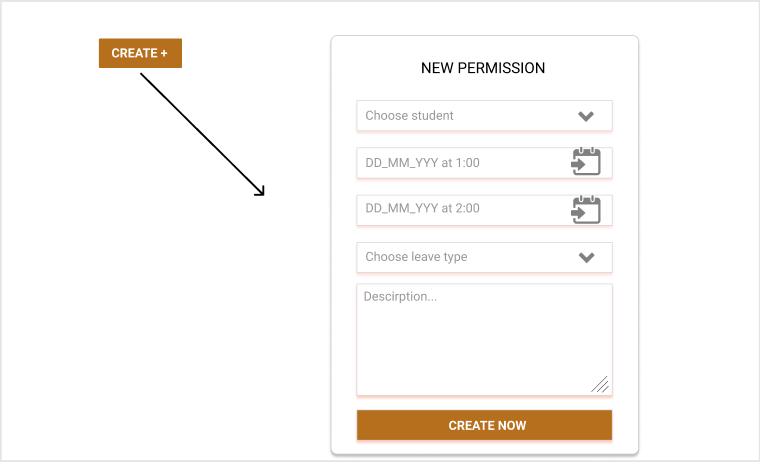 CREATE +
NEW PERMISSION
Choose student
DD_MM_YYY at 1:00
DD_MM_YYY at 2:00
Choose leave type
Descirption...
CREATE NOW